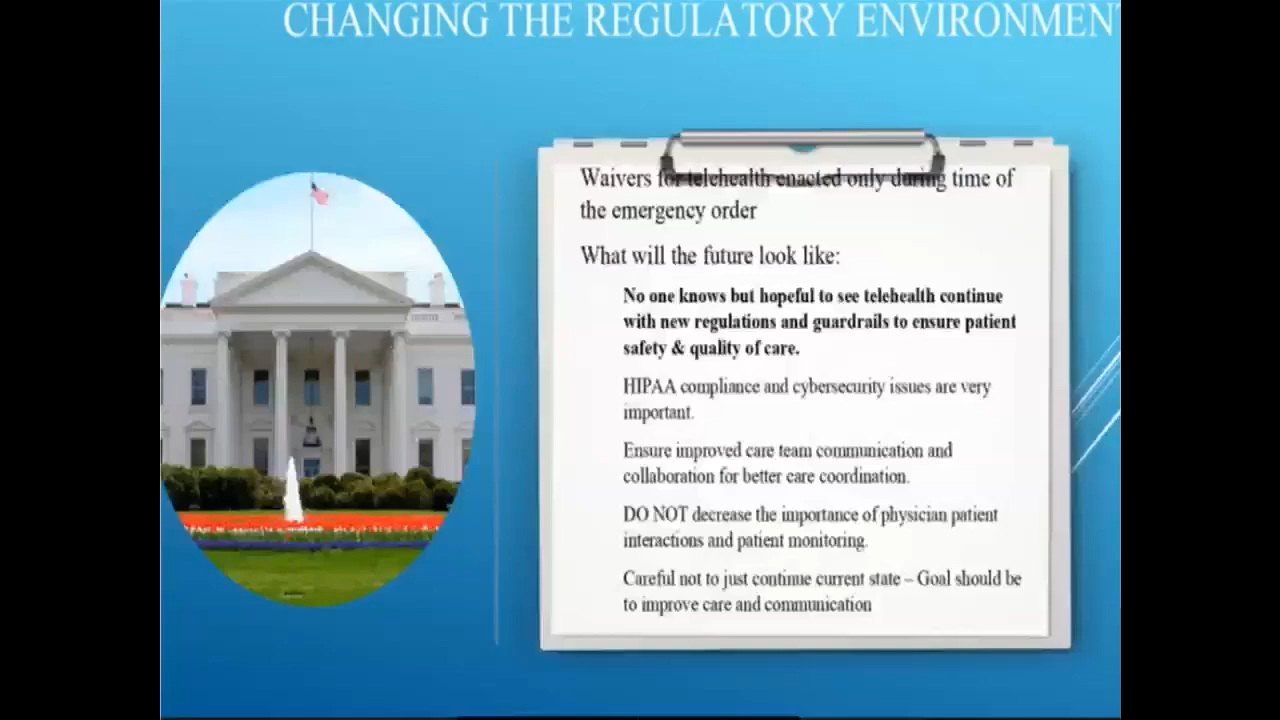 CHANGING THE REGULATORY ENVIRONMENT
Waivers for telehealth enacted only during time of
the emergency order
What will the future look like:
No one knows but hopeful to see telehealth continue
with new regulations and guardrails to ensure patient
safety & quality of care.
HIPAA compliance and cybersecurity issues are very
important.
Ensure improved care team communication and
collaboration for better care coordination.
DO NOT decrease the importance of physician patient
interactions and patient monitoring.
Careful not to just continue current state – Goal should be
to improve care and communication